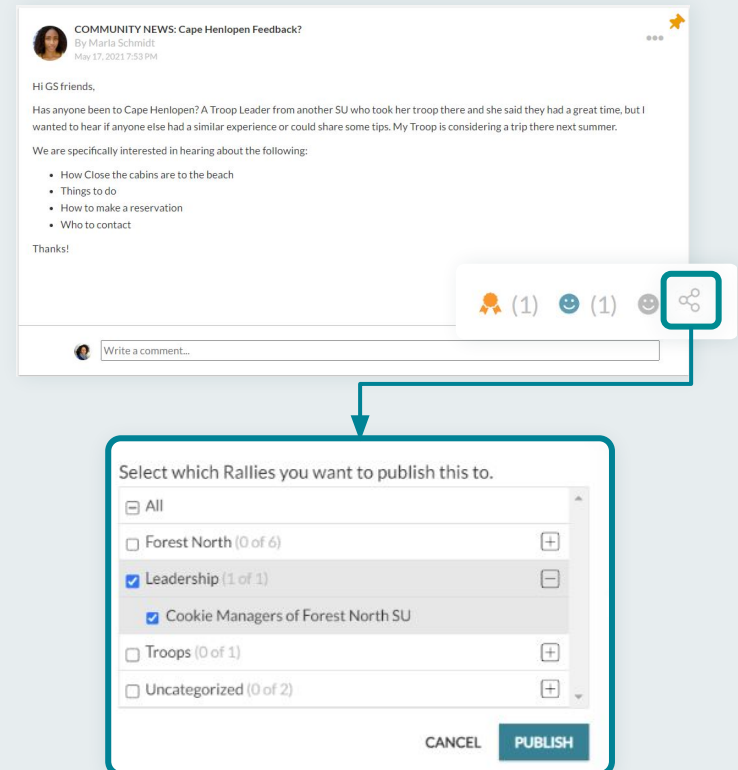 COMMUNITY NEWS: Cape Henlopen Feedback?
By Marla Schmidt
May 17, 2021 7:53 PM
Hi GS friends,
Has anyone been to Cape Henlopen? A Troop Leader from another SU who took her troop there and she said they had a great time, but I
wanted to hear if anyone else had a similar experience or could share some tips. My Troop is considering a trip there next summer.
We are specifically interested in hearing about the following:
• How Close the cabins are to the beach
• Things to do
• How to make a reservation
• Who to contact
Thanks!
(1) (1)
Write a comment...
Select which Rallies you want to publish this to.
All
Forest North (0 of 6)
Leadership (1 of 1)
Cookie Managers of Forest North SU
Troops (0 of 1)
Uncategorized (0 of 2)
CANCEL PUBLISH